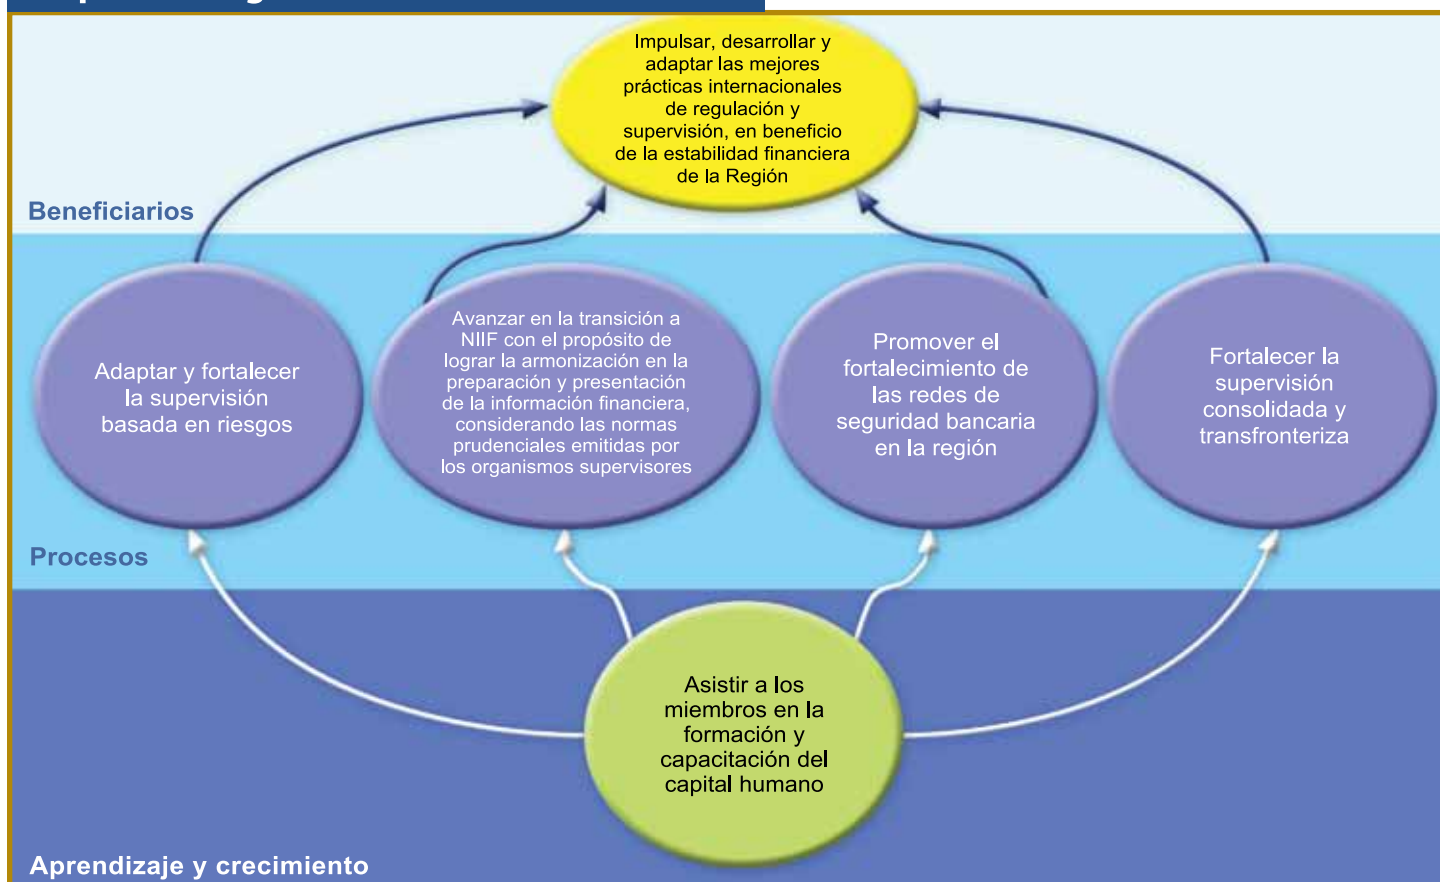 Impulsar, desarrollar y
adaptar las mejores
prácticas internacionales
de regulación y
supervisión, en beneficio
de la estabilidad financiera
de la Región
Beneficiarios
Adaptar y fortalecer
la supervisión
basada en riesgos
Avanzar en la transición a
NIIF con el propósito de
lograr la armonización en la
preparación y presentación
de la información financiera,
considerando las normas
prudenciales emitidas por
los organismos supervisores
Promover el
fortalecimiento de
las redes de
seguridad bancaria
en la región
Fortalecer la
supervisión
consolidada y
transfronteriza
Procesos
Asistir a los
miembros en la
formación y
capacitación del
capital humano
Aprendizaje y crecimiento